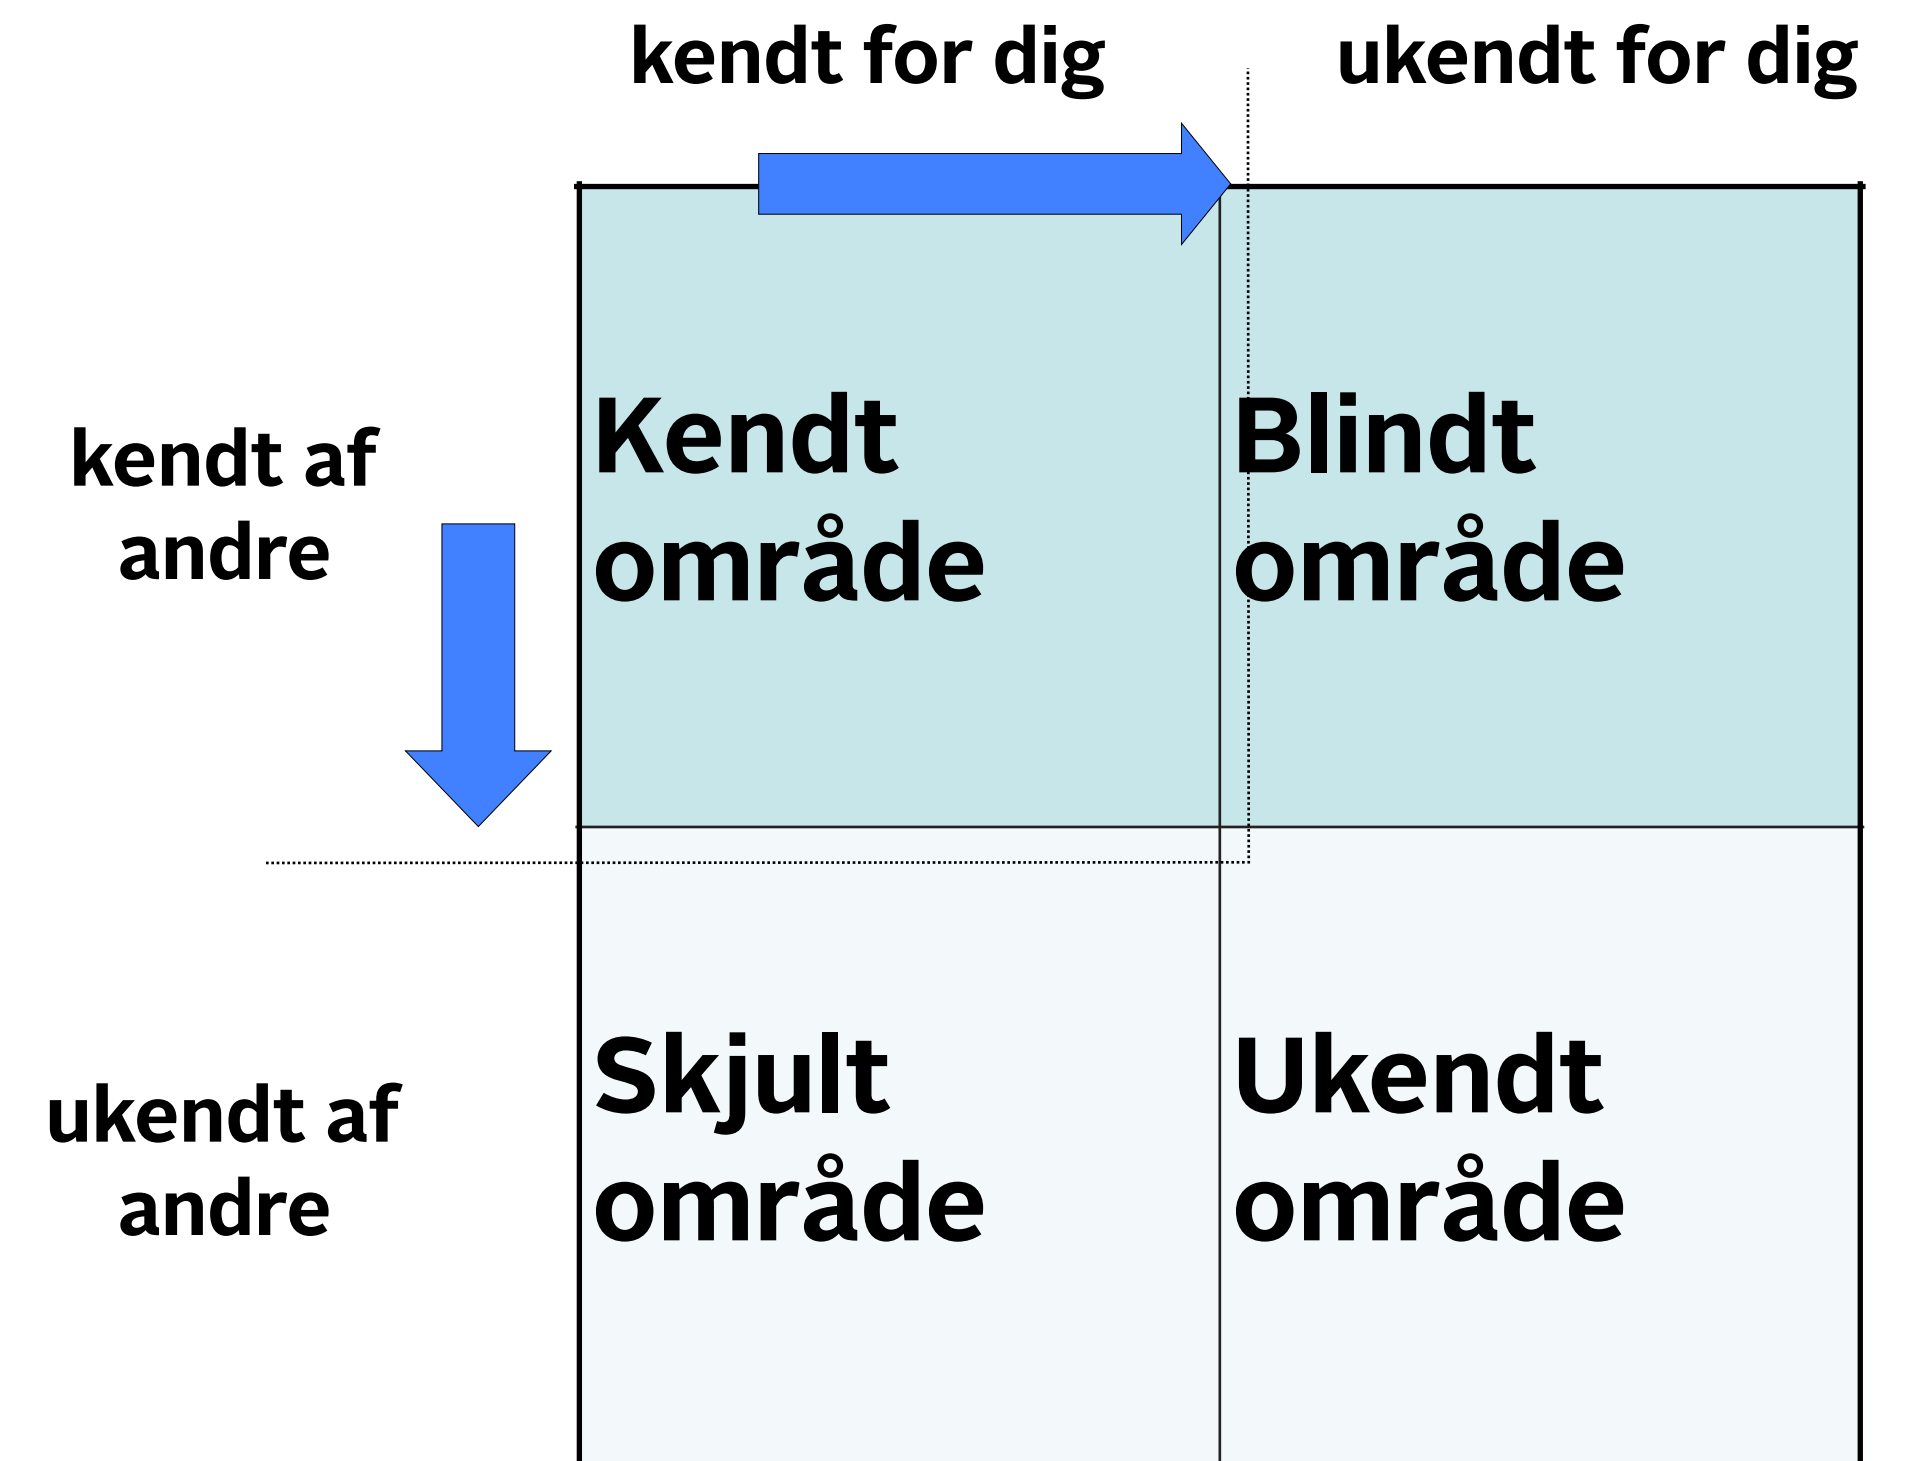 kendt for dig
ukendt for dig
kendt af
andre
Kendt
område
Blindt
område
ukendt af
andre
Skjult
område
Ukendt
område